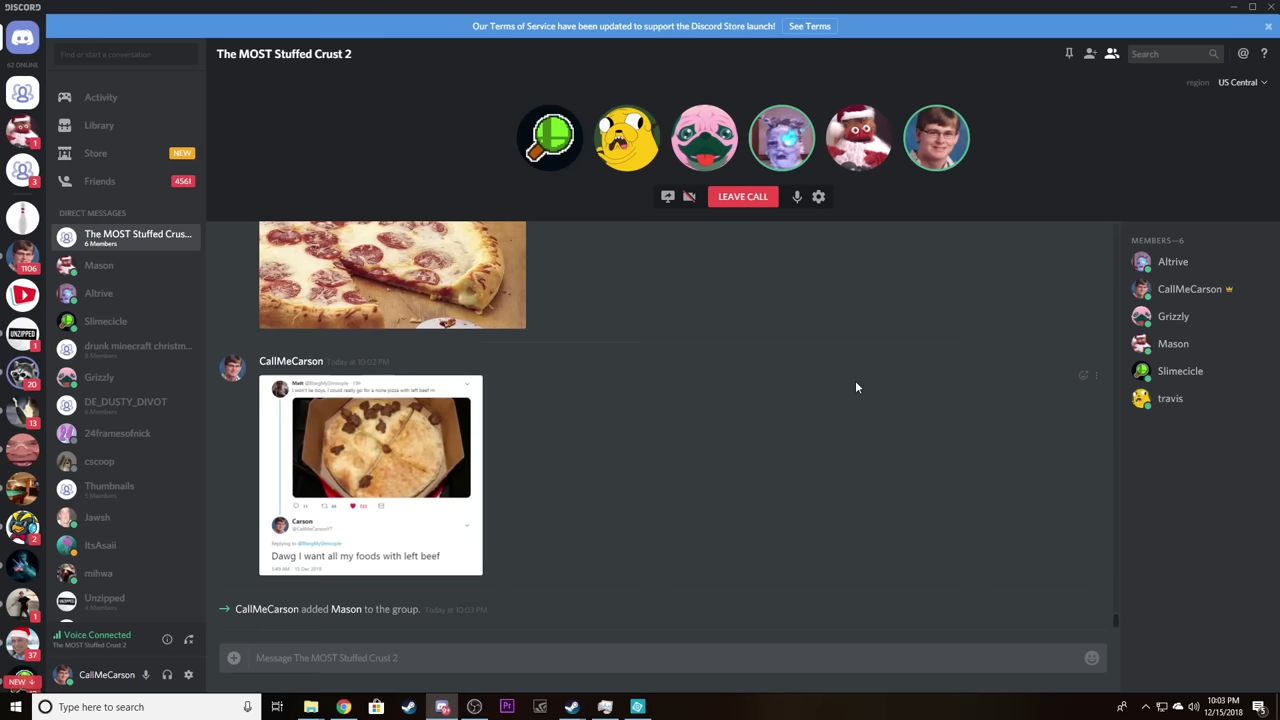 DISCORD
Our Terms of Service have been updated to support the Discord Store launch!
See Terms
62 ONLINE
1
3
1106
UNZIPPED
1
20
13
2
1
37
NEW
Find or start a conversation
Activity
Library
Store
NEW
Friends
4561
DIRECT MESSAGES
The MOST Stuffed Crus...
6 Members
Mason
Altrive
Slimecicle
drunk minecraft christm...
8 Members
Grizzly
DE_DUSTY_DIVOT
6 Members
24framesofnick
cscoop
Thumbnails
5 Members
Jawsh
ItsAsaii
mihwa
Unzipped
4 Members
Voice Connected
The MOST Stuffed Crust 2
CallMeCarson
The MOST Stuffed Crust 2
Search
region
US Central
LEAVE CALL
CallMeCarson Today at 10:02 PM
Matt
I won't lie boys, I could really go for a none pizza with left beef rn
Carson
@CallMeCarsonYT
Replying to
Dawg I want all my foods with left beef
3:49 AM - 15 Dec 2018
CallMeCarson added Mason to the group. Today at 10:03 PM
Message The MOST Stuffed Crust 2
MEMBERS—6
Altrive
CallMeCarson
Grizzly
Mason
Slimecicle
travis
Type here to search
Pr
10:03 PM
12/15/2018